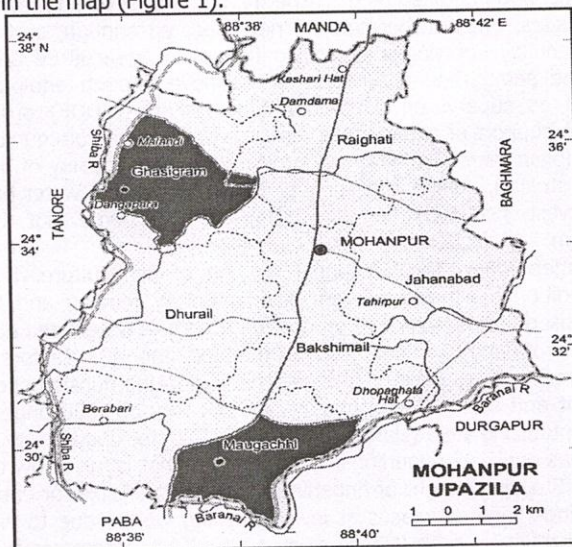 in the map (Figure 1).
88° 38' MANDA 88° 42' E
24° 38' N
Keshari Hat
Damdama
Raighati
24° 36'
Shiba R
Malandi
Ghasigram
BAGHMARA
TANORE
Dangapara
24° 34'
MOHANPUR
Jahanabad
Tahirpur
Dhurail
24° 32'
Bakshimail
Dhopaghata Hat
Baranai R
Berabari
DURGAPUR
24° 30'
Shiba R
Maugachhi
MOHANPUR
UPAZILA
PABA
Baranai R
1 0 1 2 km
88° 36' 88° 40'